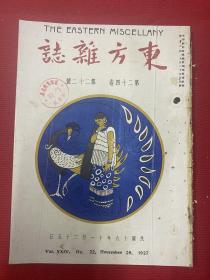 THE EASTERN MISCELLANY
誌雜方東
號二十二第 卷四十二第
日五十二月一十年六十國民
Vol. XXIV, No. 22, November 25, 1927